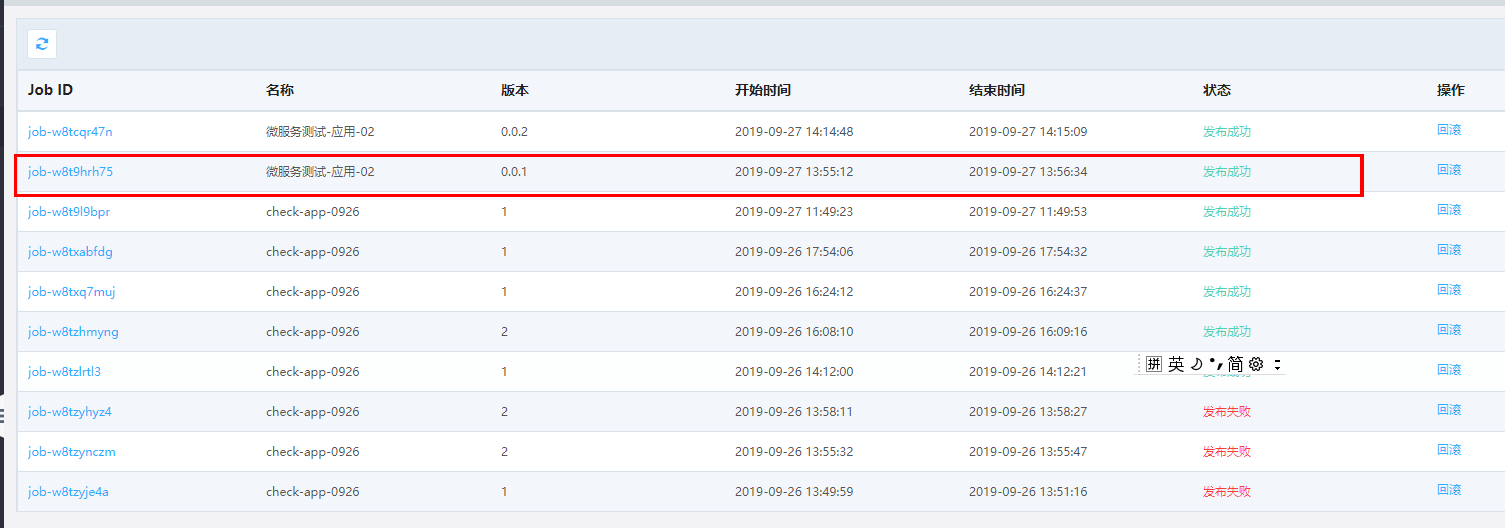 Job ID 名称 版本 开始时间 结束时间 状态 操作
job-w8tcqr47n 微服务测试-应用-02 0.0.2 2019-09-27 14:14:48 2019-09-27 14:15:09 发布成功 回滚
job-w8t9hrh75 微服务测试-应用-02 0.0.1 2019-09-27 13:55:12 2019-09-27 13:56:34 发布成功 回滚
job-w8t9l9bpr check-app-0926 1 2019-09-27 11:49:23 2019-09-27 11:49:53 发布成功 回滚
job-w8txabfdg check-app-0926 1 2019-09-26 17:54:06 2019-09-26 17:54:32 发布成功 回滚
job-w8txq7muj check-app-0926 1 2019-09-26 16:24:12 2019-09-26 16:24:37 发布成功 回滚
job-w8tzhmyng check-app-0926 2 2019-09-26 16:08:10 2019-09-26 16:09:16 发布成功 回滚
job-w8tzlrtl3 check-app-0926 1 2019-09-26 14:12:00 2019-09-26 14:12:21 拼 英 简 回滚
job-w8tzyhyz4 check-app-0926 2 2019-09-26 13:58:11 2019-09-26 13:58:27 发布失败 回滚
job-w8tzynczm check-app-0926 2 2019-09-26 13:55:32 2019-09-26 13:55:47 发布失败 回滚
job-w8tzyje4a check-app-0926 1 2019-09-26 13:49:59 2019-09-26 13:51:16 发布失败 回滚